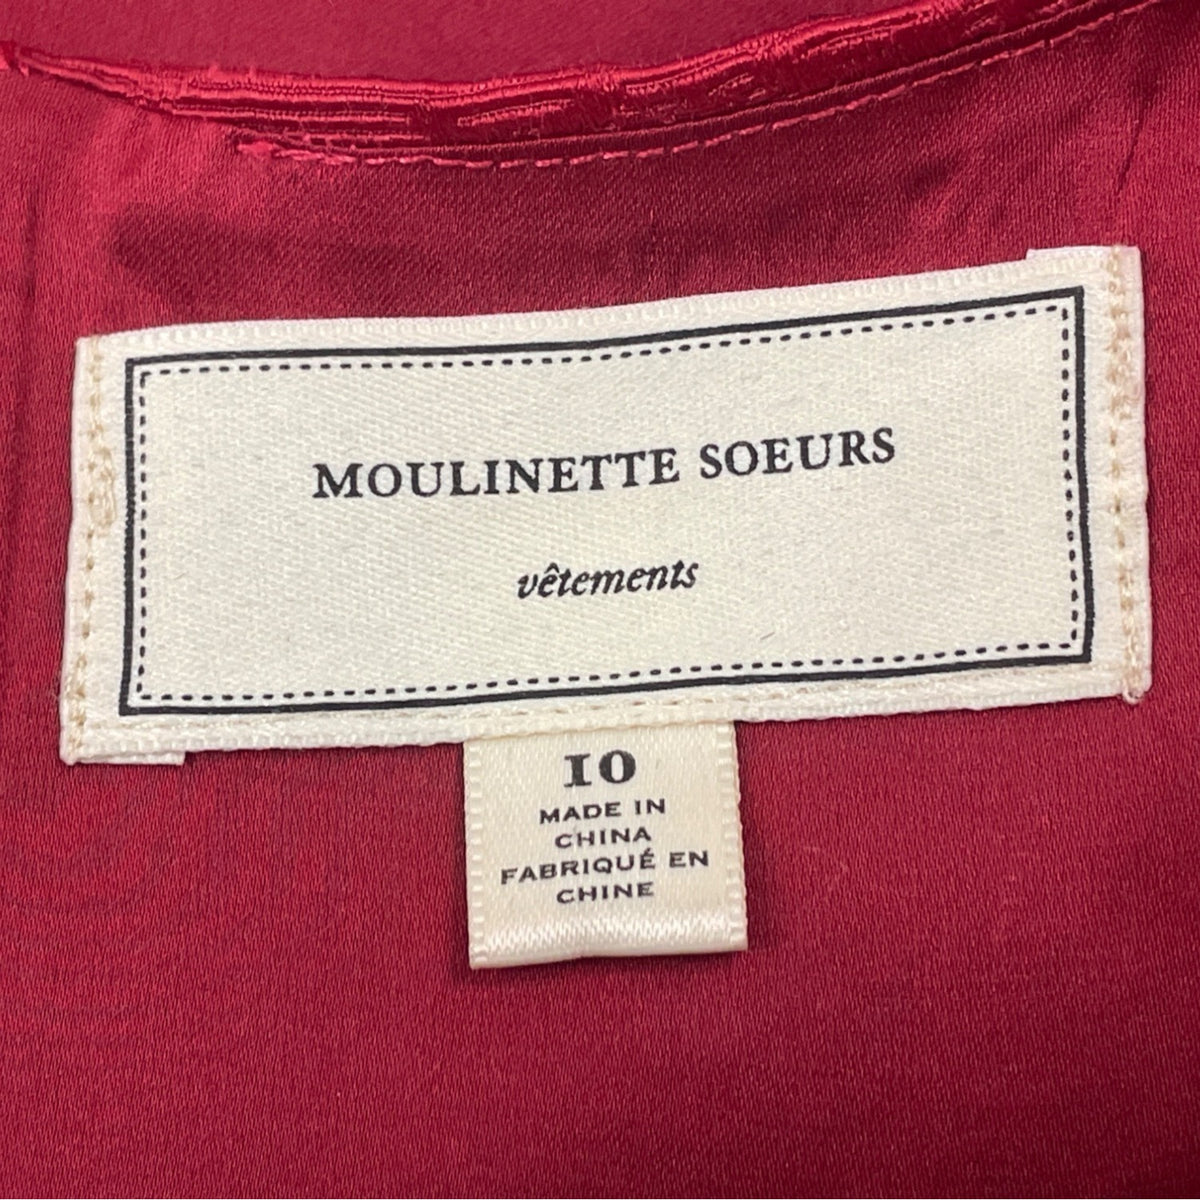 MOULINETTE SOEURS
vêtements
10
MADE IN
CHINA
FABRIQUÉ EN
CHINE